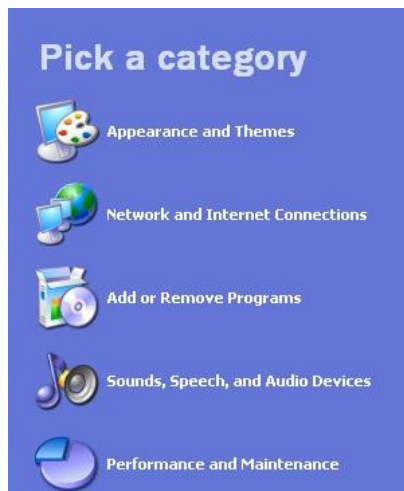 Pick a category
Appearance and Themes
Network and Internet Connections
Add or Remove Programs
Sounds, Speech, and Audio Devices
Performance and Maintenance